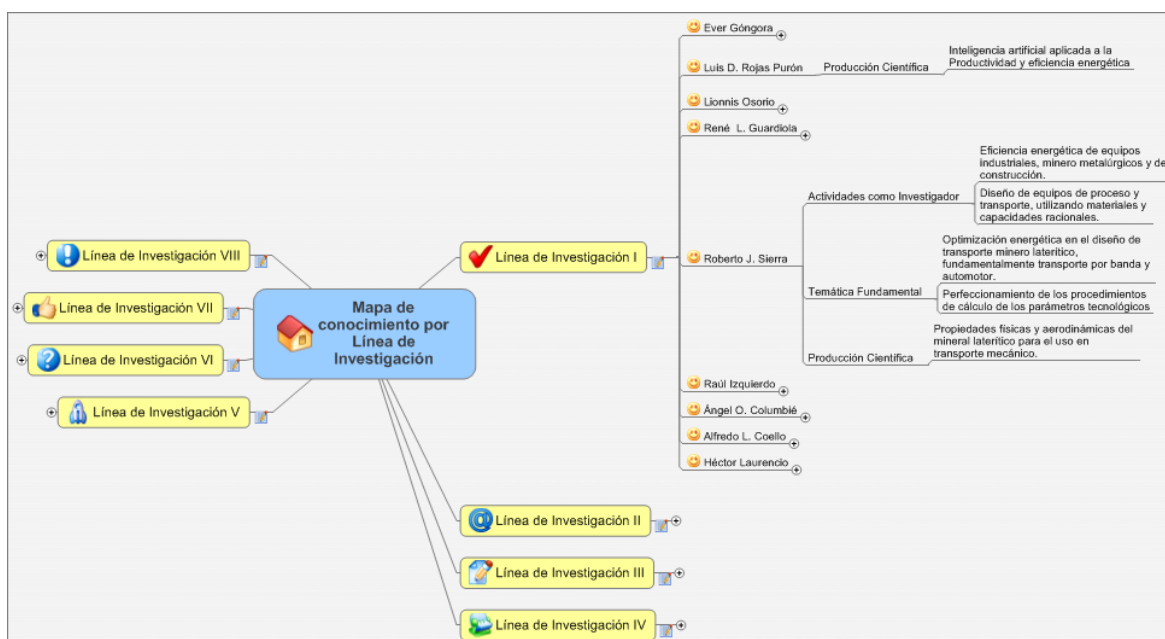 Mapa de
conocimiento por
Línea de
Investigación
Línea de Investigación I
Ever Góngora
Luis D. Rojas Purón
Producción Científica
Inteligencia artificial aplicada a la
Productividad y eficiencia energética
Lionnis Osorio
René L. Guardiola
Roberto J. Sierra
Actividades como Investigador
Eficiencia energética de equipos
industriales, minero metalúrgicos y de
construcción.
Diseño de equipos de proceso y
transporte, utilizando materiales y
capacidades racionales.
Temática Fundamental
Optimización energética en el diseño de
transporte minero laterítico,
fundamentalmente transporte por banda y
automotor.
Perfeccionamiento de los procedimientos
de cálculo de los parámetros tecnológicos
Producción Científica
Propiedades físicas y aerodinámicas del
mineral laterítico para el uso en
transporte mecánico.
Raúl Izquierdo
Ángel O. Columbié
Alfredo L. Coello
Héctor Laurencio
Línea de Investigación II
Línea de Investigación III
Línea de Investigación IV
Línea de Investigación VIII
Línea de Investigación VII
Línea de Investigación VI
Línea de Investigación V